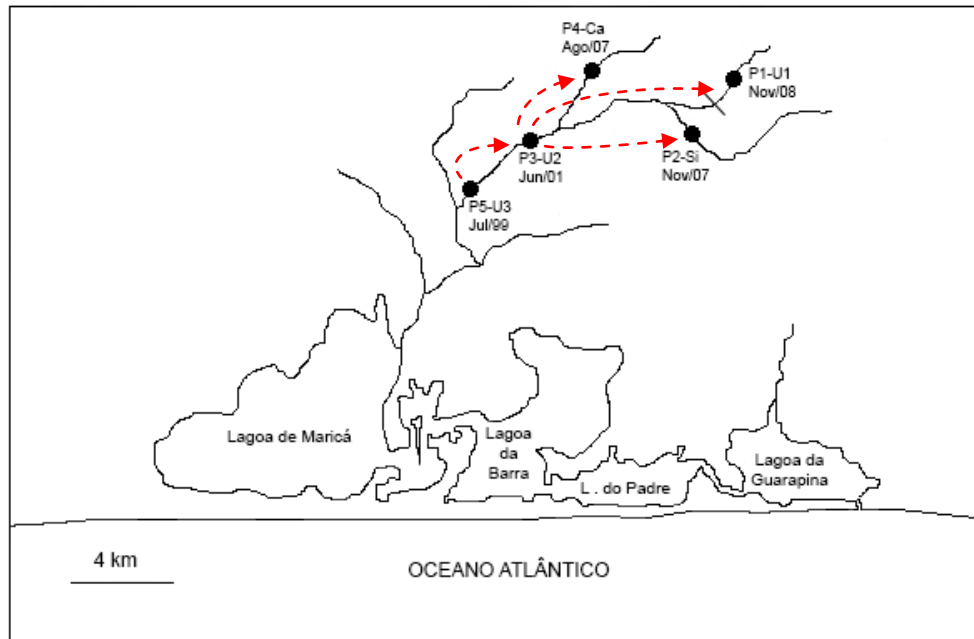 P4-Ca
Ago/07
P1-U1
Nov/08
P3-U2
Jun/01
P2-Si
Nov/07
P5-U3
Jul/99
Lagoa de Maricá
Lagoa
da
Barra
L . do Padre
Lagoa da
Guarapina
4 km
OCEANO ATLÂNTICO